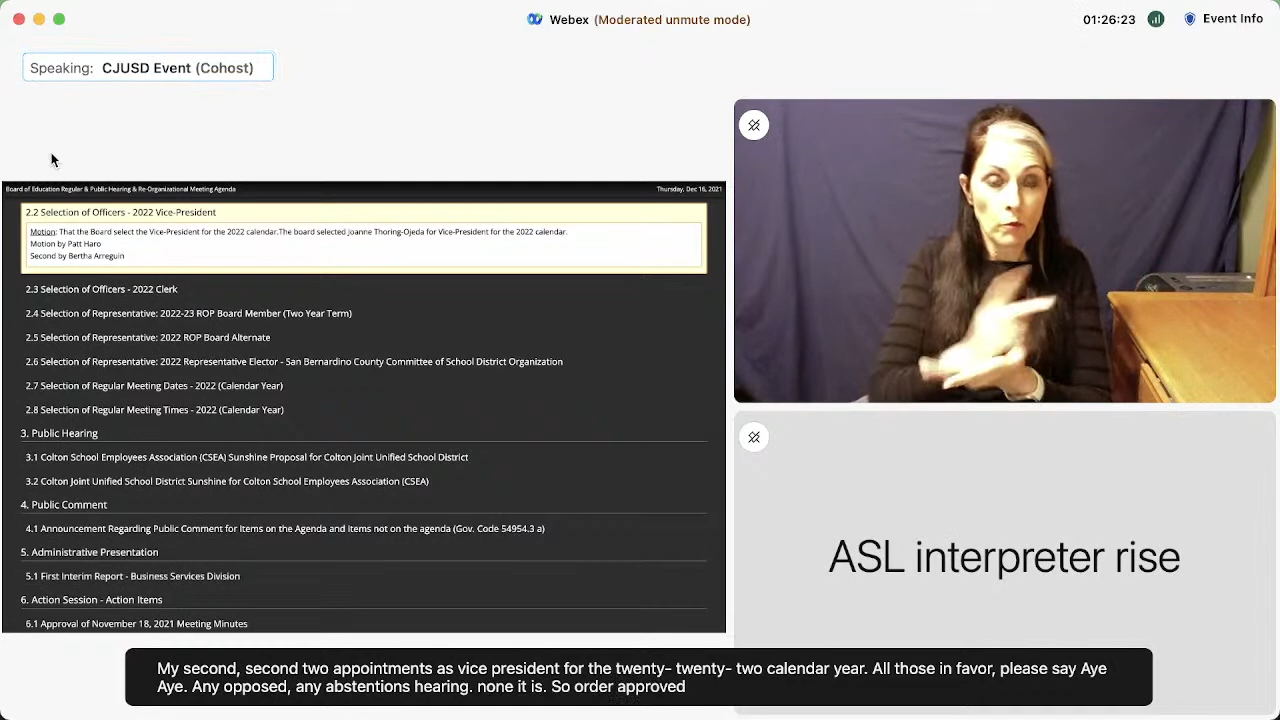 Webex (Moderated unmute mode)
01:26:23
Event Info
Speaking: CJUSD Event (Cohost)
Board of Education Regular & Public Hearing & Re-Organizational Meeting Agenda
Thursday, Dec 16, 2021
2.2 Selection of Officers - 2022 Vice-President
Motion: That the Board select the Vice-President for the 2022 calendar.The board selected Joanne Thoring-Ojeda for Vice-President for the 2022 calendar.
Motion by Patt Haro
Second by Bertha Arreguin
2.3 Selection of Officers - 2022 Clerk
2.4 Selection of Representative: 2022-23 ROP Board Member (Two Year Term)
2.5 Selection of Representative: 2022 ROP Board Alternate
2.6 Selection of Representative: 2022 Representative Elector - San Bernardino County Committee of School District Organization
2.7 Selection of Regular Meeting Dates - 2022 (Calendar Year)
2.8 Selection of Regular Meeting Times - 2022 (Calendar Year)
3. Public Hearing
3.1 Colton School Employees Association (CSEA) Sunshine Proposal for Colton Joint Unified School District
3.2 Colton Joint Unified School District Sunshine for Colton School Employees Association (CSEA)
4. Public Comment
4.1 Announcement Regarding Public Comment for Items on the Agenda and Items not on the agenda (Gov. Code 54954.3 a)
5. Administrative Presentation
5.1 First Interim Report - Business Services Division
6. Action Session - Action Items
6.1 Approval of November 18, 2021 Meeting Minutes
ASL interpreter rise
My second, second two appointments as vice president for the twenty- twenty- two calendar year. All those in favor, please say Aye
Aye. Any opposed, any abstentions hearing. none it is. So order approved